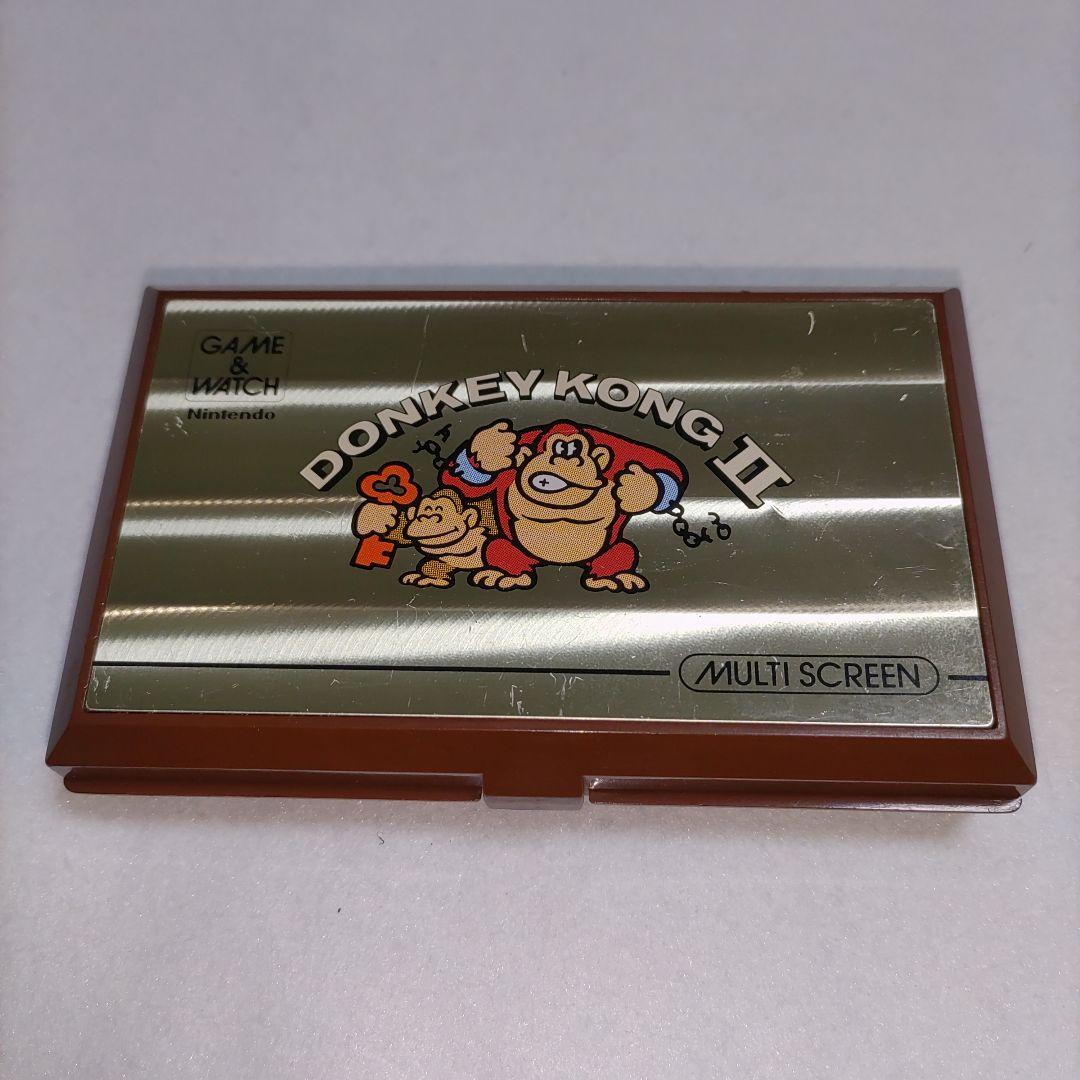 GAME
&
WATCH
Nintendo
DONKEY KONG II
MULTI SCREEN